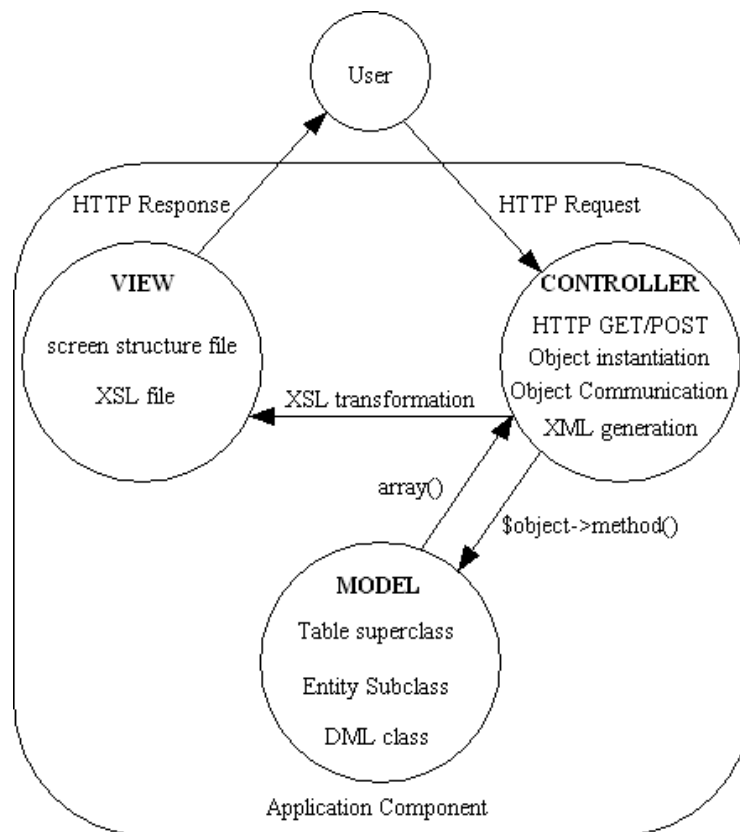 User
HTTP Response
HTTP Request
VIEW
screen structure file
XSL file
CONTROLLER
HTTP GET/POST
Object instantiation
Object Communication
XML generation
XSL transformation
array()
$object->method()
MODEL
Table superclass
Entity Subclass
DML class
Application Component